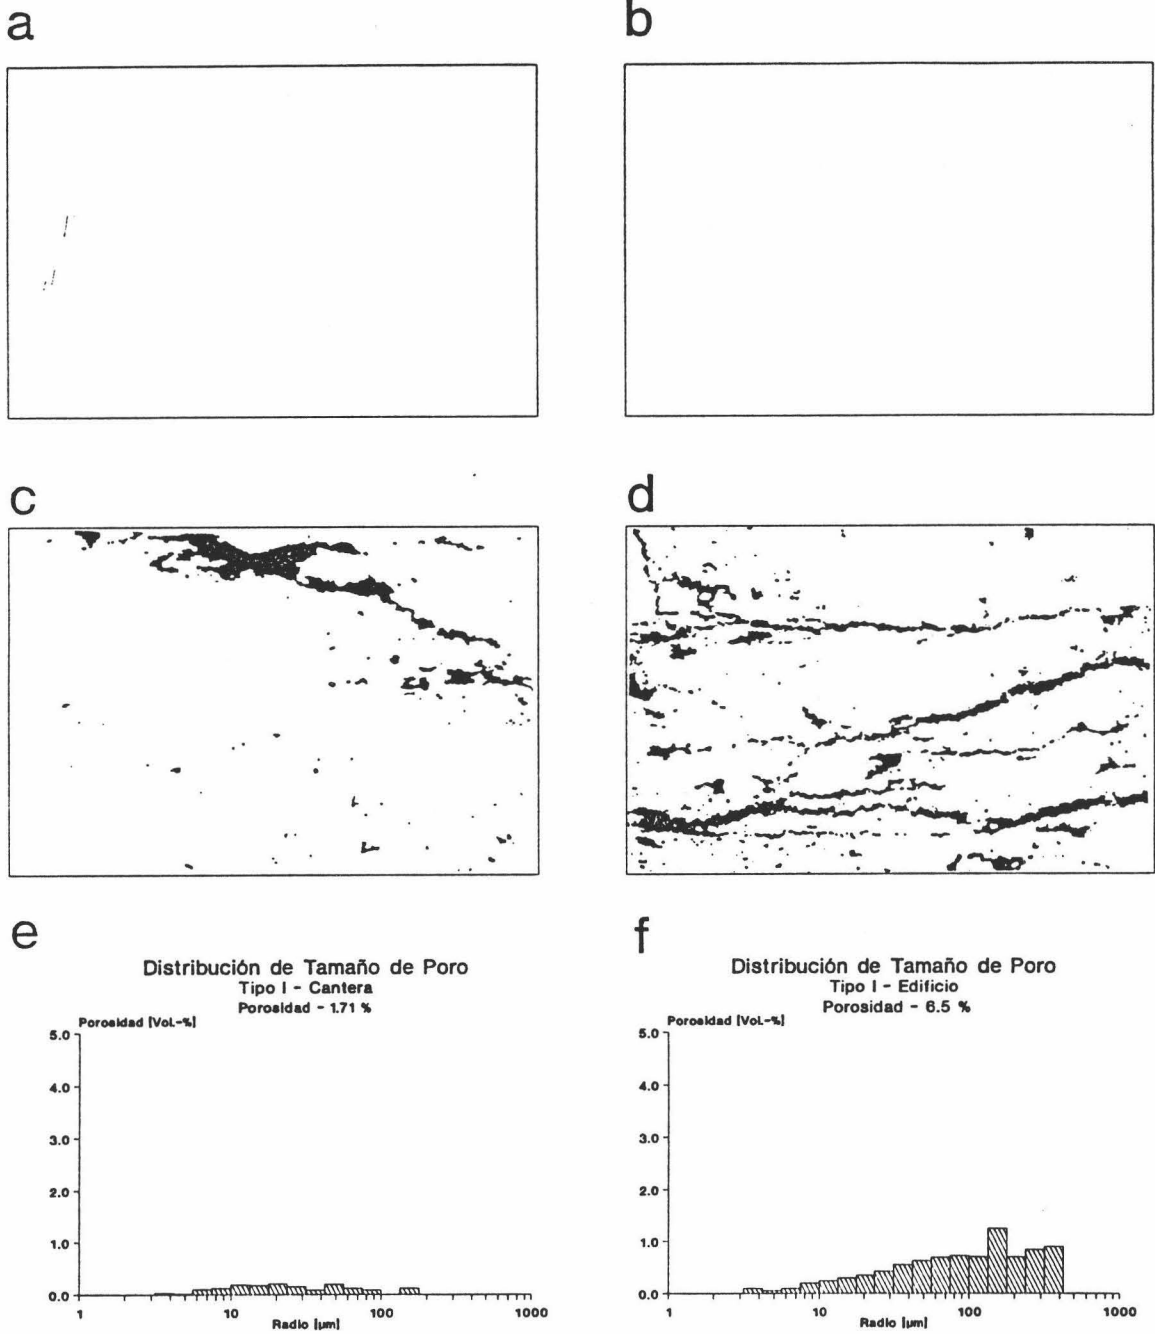 a
b
c
d
e
Distribución de Tamaño de Poro
Tipo I - Cantera
Porosidad - 1.71 %
Porosidad [Vol.-%]
5.0
4.0
3.0
2.0
1.0
0.0
1
10
100
1000
Radio [µm]
f
Distribución de Tamaño de Poro
Tipo I - Edificio
Porosidad - 6.5 %
Porosidad [Vol.-%]
5.0
4.0
3.0
2.0
1.0
0.0
1
10
100
1000
Radio [µm]